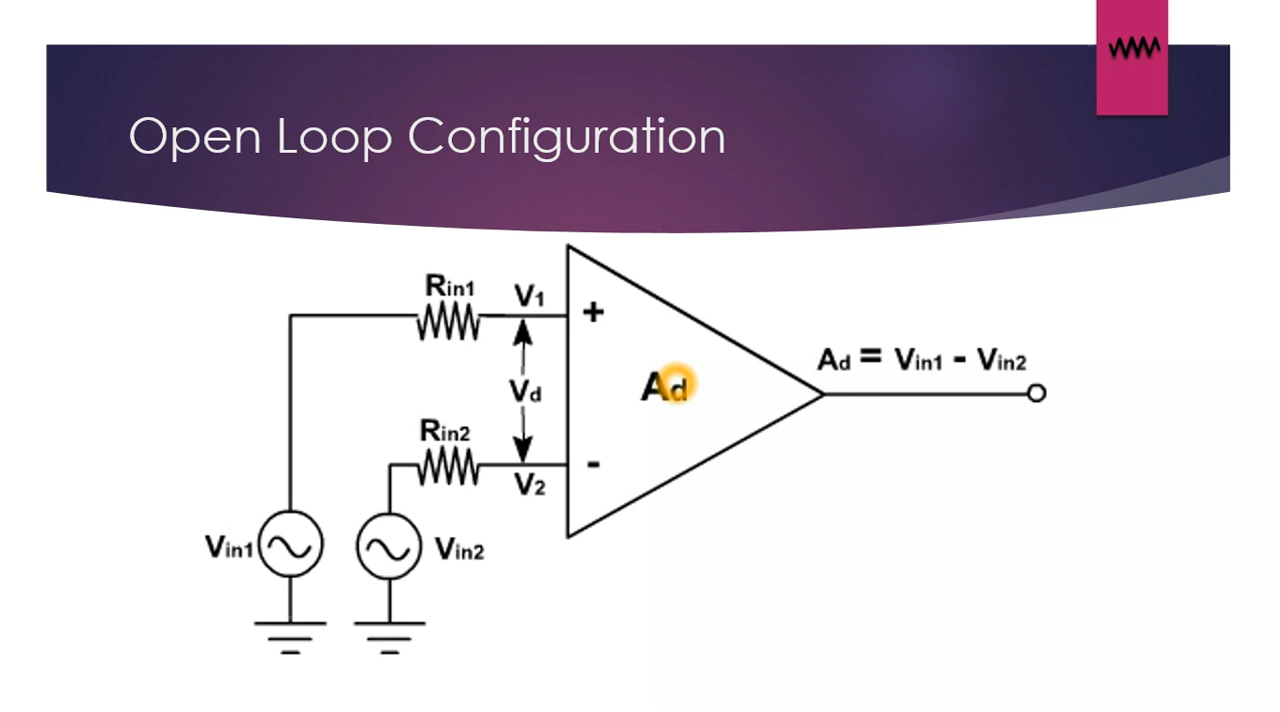 Open Loop Configuration
Rin1
V1
+
Ad = Vin1 - Vin2
Ad
Vd
Rin2
-
V2
Vin1
Vin2